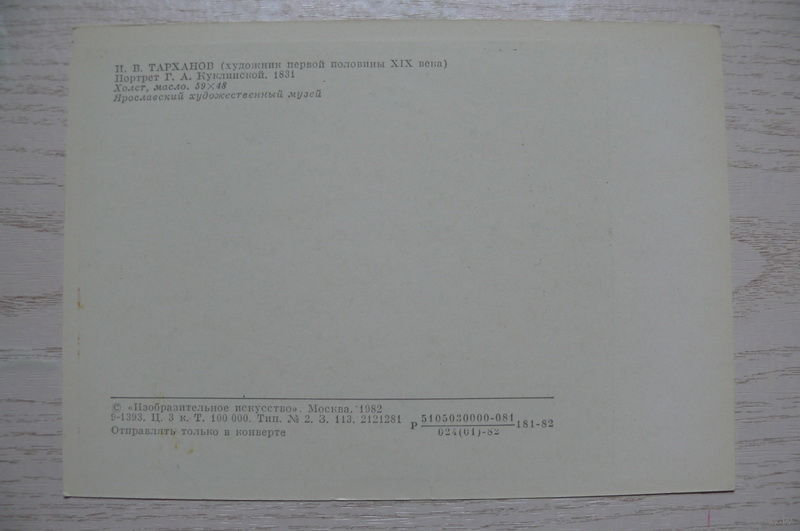 И. В. ТАРХАНОВ (художник первой половины XIX века)
Портрет Г. А. Куклинской. 1831
Холст, масло. 59×48
Ярославский художественный музей
© «Изобразительное искусство». Москва. 1982
9-1393. Ц. 3 к. Т. 100 000. Тип. № 2. З. 113. 2121281
Отправлять только в конверте
Р 5105030000-081 181-82
024(01)-82